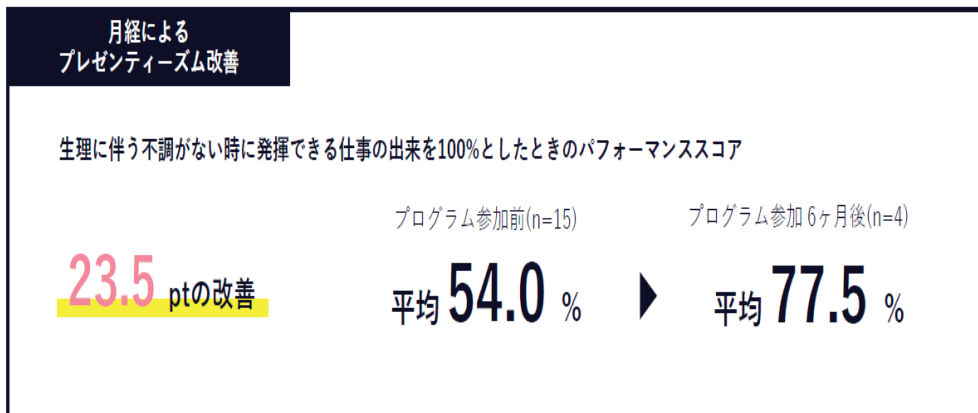 月経による
プレゼンティーズム改善
生理に伴う不調がない時に発揮できる仕事の出来を100%としたときのパフォーマンススコア
プログラム参加前(n=15)
プログラム参加 6ヶ月後(n=4)
23.5 ptの改善
平均 54.0 %
平均 77.5 %